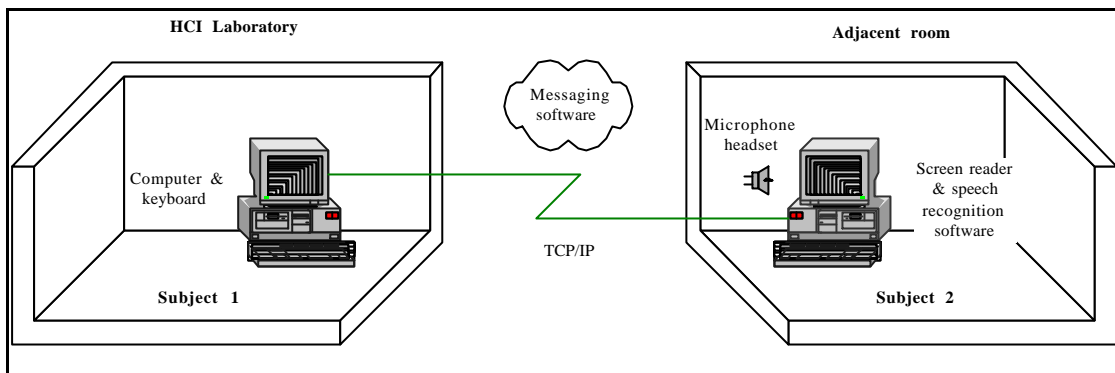 HCI Laboratory
Adjacent room
Messaging
software
Microphone
headset
Computer &
keyboard
Screen reader
& speech
recognition
software
TCP/IP
Subject 1
Subject 2